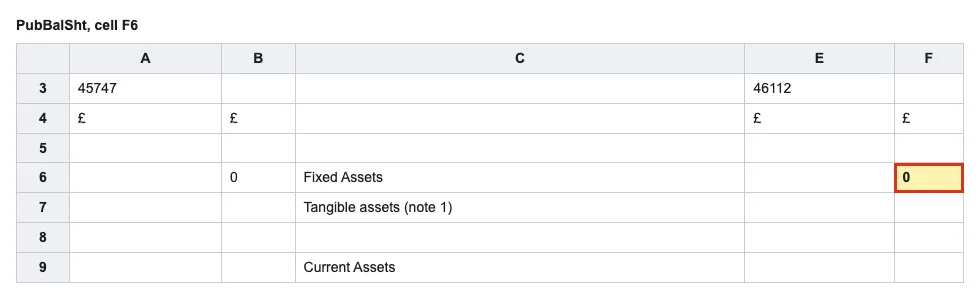 PubBalSht, cell F6
A B C E F
3 45747 46112
4 £ £ £ £
5
6 0 Fixed Assets 0
7 Tangible assets (note 1)
8
9 Current Assets